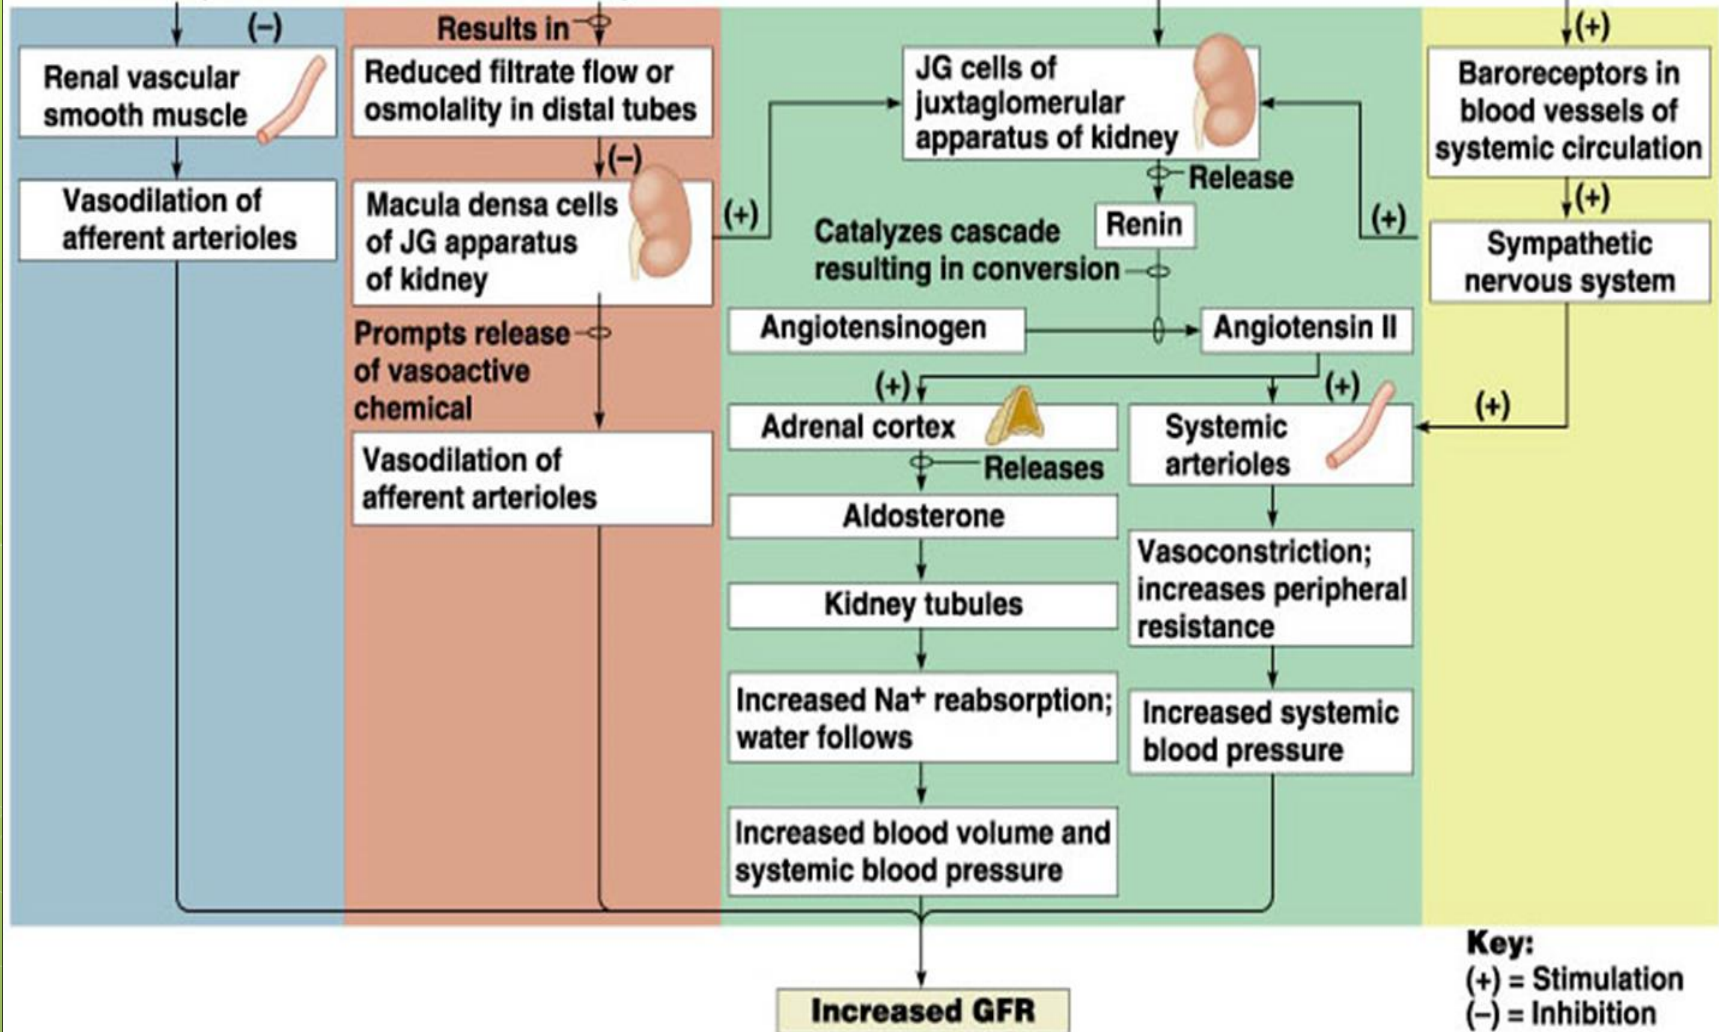 (–)
Renal vascular
smooth muscle
Vasodilation of
afferent arterioles
Results in
Reduced filtrate flow or
osmolality in distal tubes
(–)
Macula densa cells
of JG apparatus
of kidney
(+)
Prompts release
of vasoactive
chemical
Vasodilation of
afferent arterioles
JG cells of
juxtaglomerular
apparatus of kidney
Release
Renin
Catalyzes cascade
resulting in conversion
Angiotensinogen
Angiotensin II
(+)
(+)
Adrenal cortex
Releases
Aldosterone
Kidney tubules
Increased Na+ reabsorption;
water follows
Increased blood volume and
systemic blood pressure
Systemic
arterioles
Vasoconstriction;
increases peripheral
resistance
Increased systemic
blood pressure
(+)
Baroreceptors in
blood vessels of
systemic circulation
(+)
Sympathetic
nervous system
(+)
(+)
Increased GFR
Key:
(+) = Stimulation
(–) = Inhibition